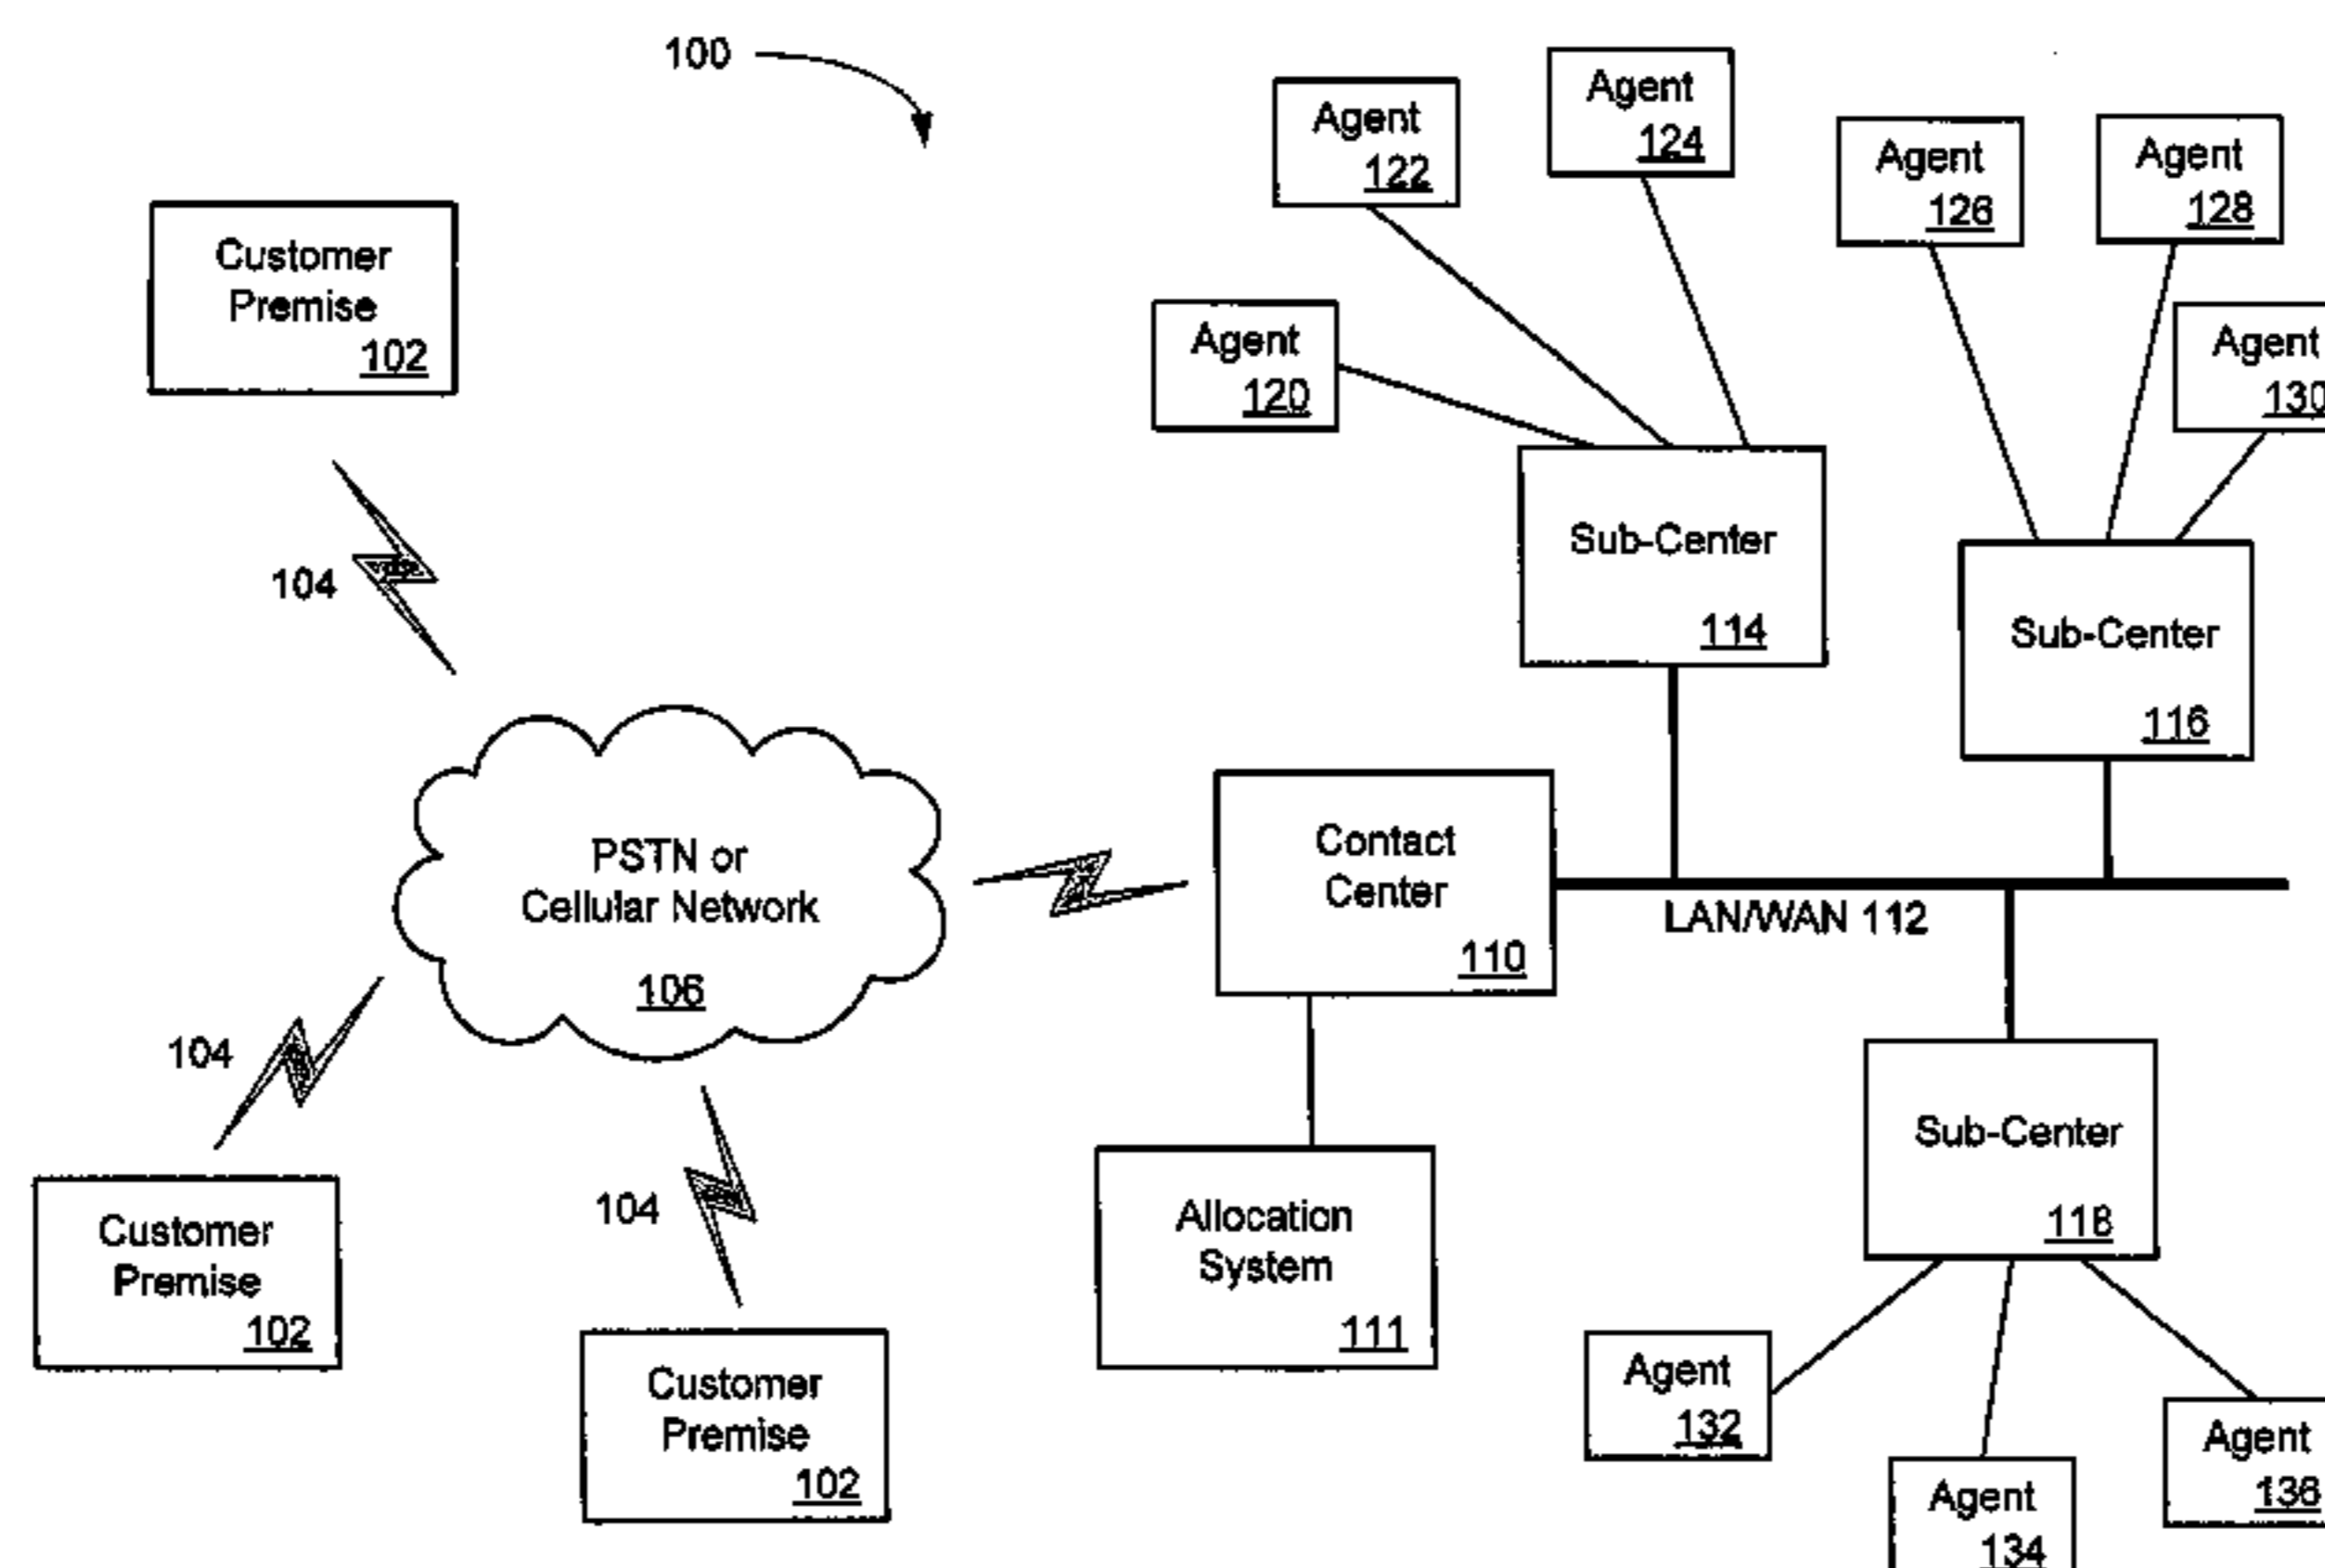 100
Agent
122
Agent
124
Agent
126
Agent
128
Customer
Premise
102
Agent
120
Agent
130
104
Sub-Center
114
Sub-Center
116
PSTN or
Cellular Network
106
Contact
Center
110
LAN/WAN 112
104
104
Customer
Premise
102
Customer
Premise
102
Allocation
System
111
Sub-Center
118
Agent
132
Agent
134
Agent
136